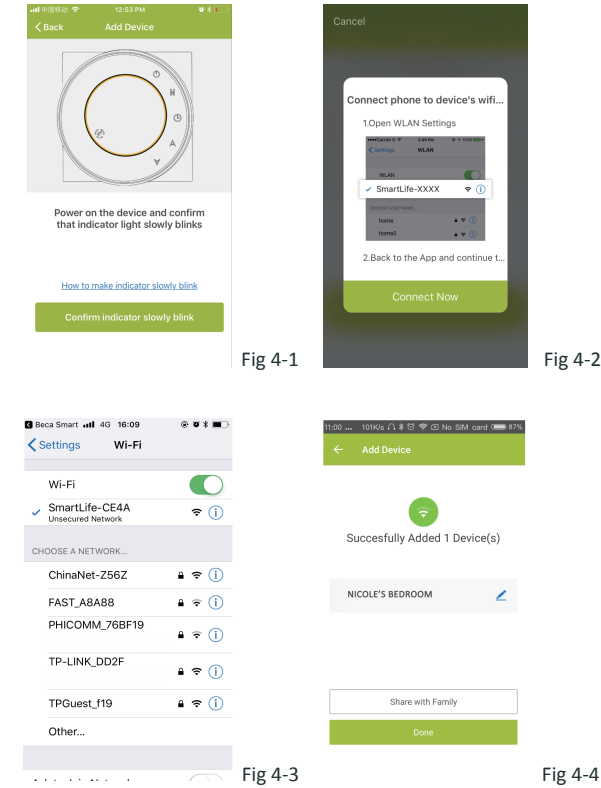 中国移动 12:53 PM
Back Add Device
Power on the device and confirm
that indicator light slowly blinks
How to make indicator slowly blink
Confirm indicator slowly blink
Fig 4-1
Cancel
Connect phone to device's wifi...
1.Open WLAN Settings
Settings WLAN
WLAN
SmartLife-XXXX
CHOOSE A NETWORK...
home
home2
2.Back to the App and continue t...
Connect Now
Fig 4-2
Beca Smart 4G 16:09
Settings Wi-Fi
Wi-Fi
SmartLife-CE4A
Unsecured Network
CHOOSE A NETWORK...
ChinaNet-Z56Z
FAST_A8A88
PHICOMM_76BF19
TP-LINK_DD2F
TPGuest_f19
Other...
Fig 4-3
11:00 ... 101K/s No SIM card 87%
Add Device
Succesfully Added 1 Device(s)
NICOLE'S BEDROOM
Share with Family
Done
Fig 4-4